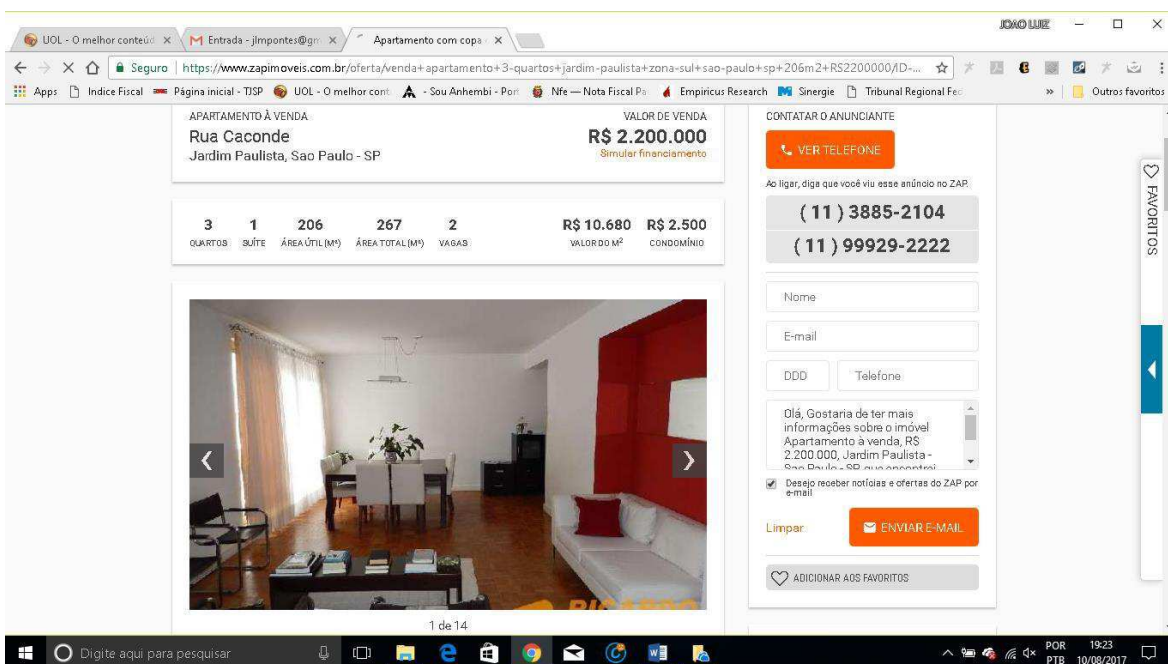 JOAO LUIZ
UOL - O melhor conteúd
Entrada - jlmpontes@gm
Apartamento com copa
Seguro
https://www.zapimoveis.com.br/oferta/venda+apartamento+3-quartos+jardim-paulista+zona-sul+sao-paulo+sp+206m2+RS2200000/ID-...
Apps
Indice Fiscal
Página inicial - TJSP
UOL - O melhor cont
- Sou Anhembi - Port
Nfe — Nota Fiscal Pa
Empiricus Research
Sinergie
Tribunal Regional Fed
»
Outros favoritos
APARTAMENTO À VENDA
VALOR DE VENDA
Rua Caconde
R$ 2.200.000
Jardim Paulista, Sao Paulo - SP
Simular financiamento
3
1
206
267
2
R$ 10.680
R$ 2.500
QUARTOS
SUÍTE
ÁREA ÚTIL (M²)
ÁREA TOTAL (M²)
VAGAS
VALOR DO M²
CONDOMÍNIO
1 de 14
CONTATAR O ANUNCIANTE
VER TELEFONE
Ao ligar, diga que você viu esse anúncio no ZAP.
( 11 ) 3885-2104
( 11 ) 99929-2222
Nome
E-mail
DDD
Telefone
Olá, Gostaria de ter mais
informações sobre o imóvel
Apartamento à venda, R$
2.200.000, Jardim Paulista -
Sao Paulo - SP, que encontrei
Desejo receber notícias e ofertas do ZAP por
e-mail
Limpar
ENVIAR E-MAIL
ADICIONAR AOS FAVORITOS
FAVORITOS
Digite aqui para pesquisar
POR
PTB
19:23
10/08/2017